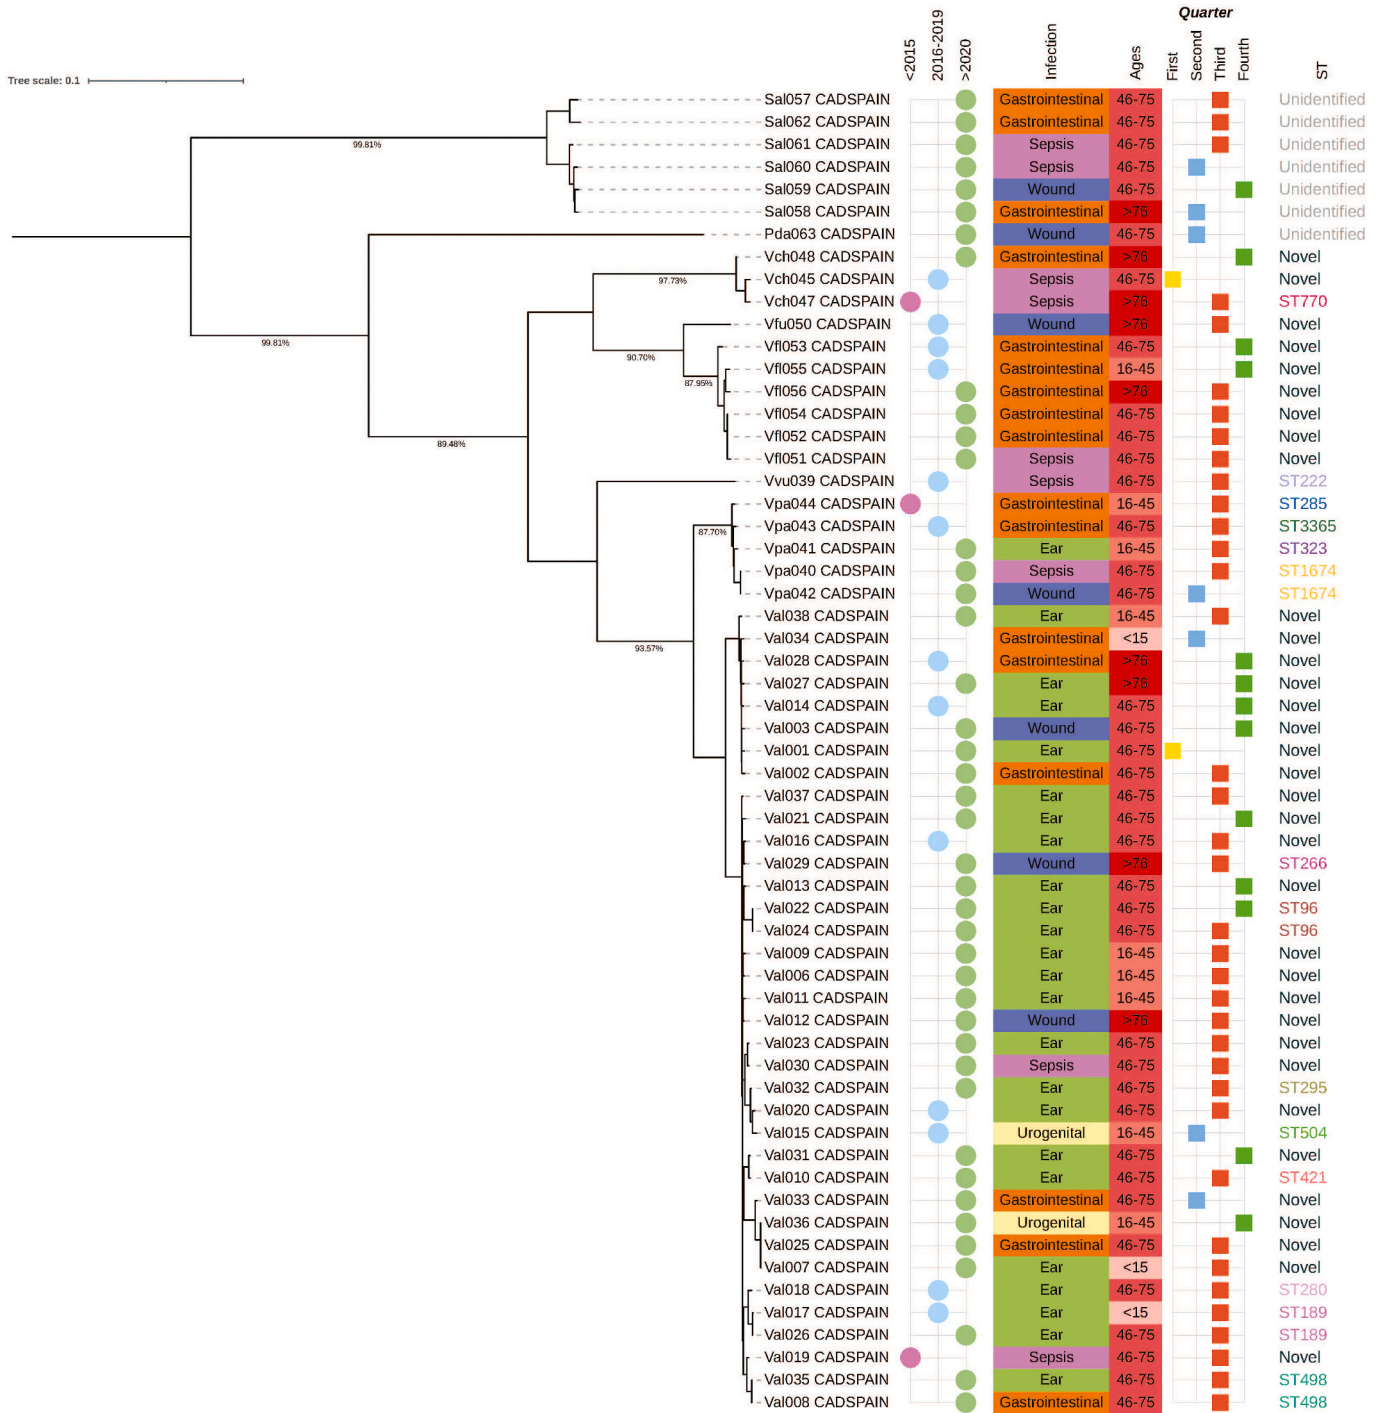 Quarter
Tree scale: 0.1
<2015 2016-2019 >2020 Infection Ages First Second Third Fourth ST
Sal057 CADSPAIN Gastrointestinal 46-75 Unidentified
Sal062 CADSPAIN Gastrointestinal 46-75 Unidentified
99.81%
Sal061 CADSPAIN Sepsis 46-75 Unidentified
Sal060 CADSPAIN Sepsis 46-75 Unidentified
Sal059 CADSPAIN Wound 46-75 Unidentified
Sal058 CADSPAIN Gastrointestinal >76 Unidentified
Pda063 CADSPAIN Wound 46-75 Unidentified
Vch048 CADSPAIN Gastrointestinal >76 Novel
97.73%
Vch045 CADSPAIN Sepsis 46-75 Novel
Vch047 CADSPAIN Sepsis >76 ST770
Vfu050 CADSPAIN Wound >76 Novel
99.81%
Vfl053 CADSPAIN Gastrointestinal 46-75 Novel
90.70%
Vfl055 CADSPAIN Gastrointestinal 16-45 Novel
87.95%
Vfl056 CADSPAIN Gastrointestinal >76 Novel
Vfl054 CADSPAIN Gastrointestinal 46-75 Novel
Vfl052 CADSPAIN Gastrointestinal 46-75 Novel
89.48%
Vfl051 CADSPAIN Sepsis 46-75 Novel
Vvu039 CADSPAIN Sepsis 46-75 ST222
Vpa044 CADSPAIN Gastrointestinal 16-45 ST285
Vpa043 CADSPAIN Gastrointestinal 46-75 ST3365
87.70%
Vpa041 CADSPAIN Ear 16-45 ST323
Vpa040 CADSPAIN Sepsis 46-75 ST1674
Vpa042 CADSPAIN Wound 46-75 ST1674
Val038 CADSPAIN Ear 16-45 Novel
Val034 CADSPAIN Gastrointestinal <15 Novel
93.57%
Val028 CADSPAIN Gastrointestinal >76 Novel
Val027 CADSPAIN Ear >76 Novel
Val014 CADSPAIN Ear 46-75 Novel
Val003 CADSPAIN Wound 46-75 Novel
Val001 CADSPAIN Ear 46-75 Novel
Val002 CADSPAIN Gastrointestinal 46-75 Novel
Val037 CADSPAIN Ear 46-75 Novel
Val021 CADSPAIN Ear 46-75 Novel
Val016 CADSPAIN Ear 46-75 Novel
Val029 CADSPAIN Wound >76 ST266
Val013 CADSPAIN Ear 46-75 Novel
Val022 CADSPAIN Ear 46-75 ST96
Val024 CADSPAIN Ear 46-75 ST96
Val009 CADSPAIN Ear 16-45 Novel
Val006 CADSPAIN Ear 16-45 Novel
Val011 CADSPAIN Ear 16-45 Novel
Val012 CADSPAIN Wound >76 Novel
Val023 CADSPAIN Ear 46-75 Novel
Val030 CADSPAIN Sepsis 46-75 Novel
Val032 CADSPAIN Ear 46-75 ST295
Val020 CADSPAIN Ear 46-75 Novel
Val015 CADSPAIN Urogenital 16-45 ST504
Val031 CADSPAIN Ear 46-75 Novel
Val010 CADSPAIN Ear 46-75 ST421
Val033 CADSPAIN Gastrointestinal 46-75 Novel
Val036 CADSPAIN Urogenital 16-45 Novel
Val025 CADSPAIN Gastrointestinal 46-75 Novel
Val007 CADSPAIN Ear <15 Novel
Val018 CADSPAIN Ear 46-75 ST280
Val017 CADSPAIN Ear <15 ST189
Val026 CADSPAIN Ear 46-75 ST189
Val019 CADSPAIN Sepsis 46-75 Novel
Val035 CADSPAIN Ear 46-75 ST498
Val008 CADSPAIN Gastrointestinal 46-75 ST498